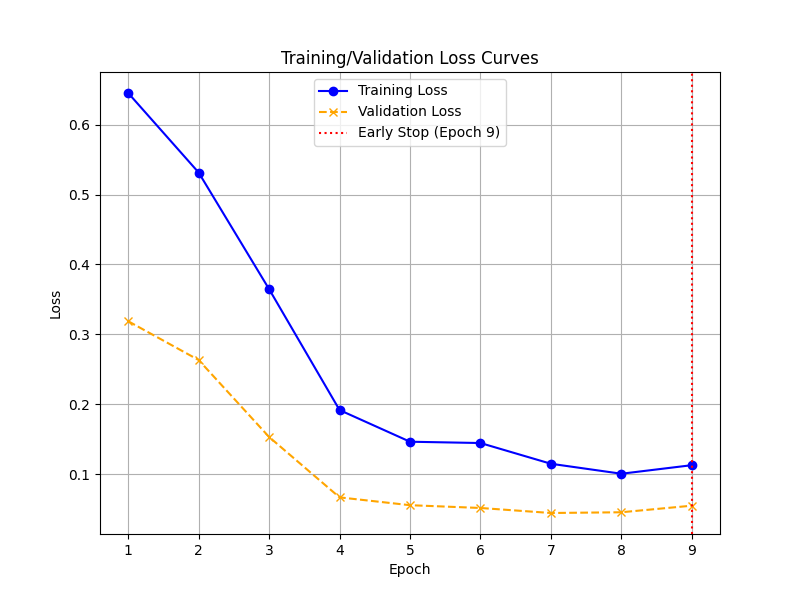 Training/Validation Loss Curves
Training Loss
Validation Loss
Early Stop (Epoch 9)
Loss
0.6
0.5
0.4
0.3
0.2
0.1
1 2 3 4 5 6 7 8 9
Epoch